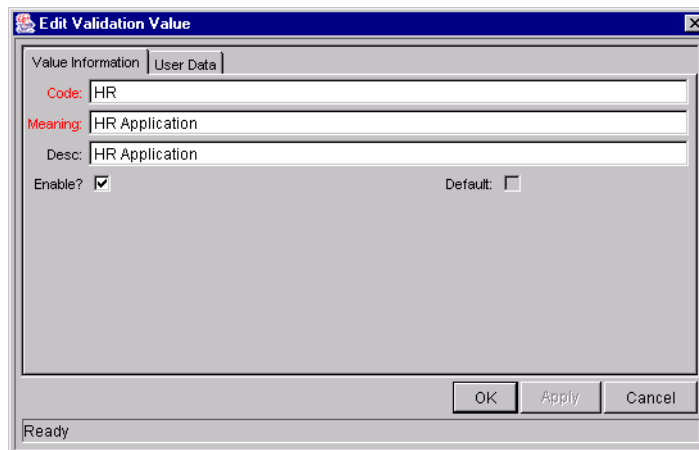 Edit Validation Value
Value Information User Data
Code: HR
Meaning: HR Application
Desc: HR Application
Enable? Default:
OK Apply Cancel
Ready